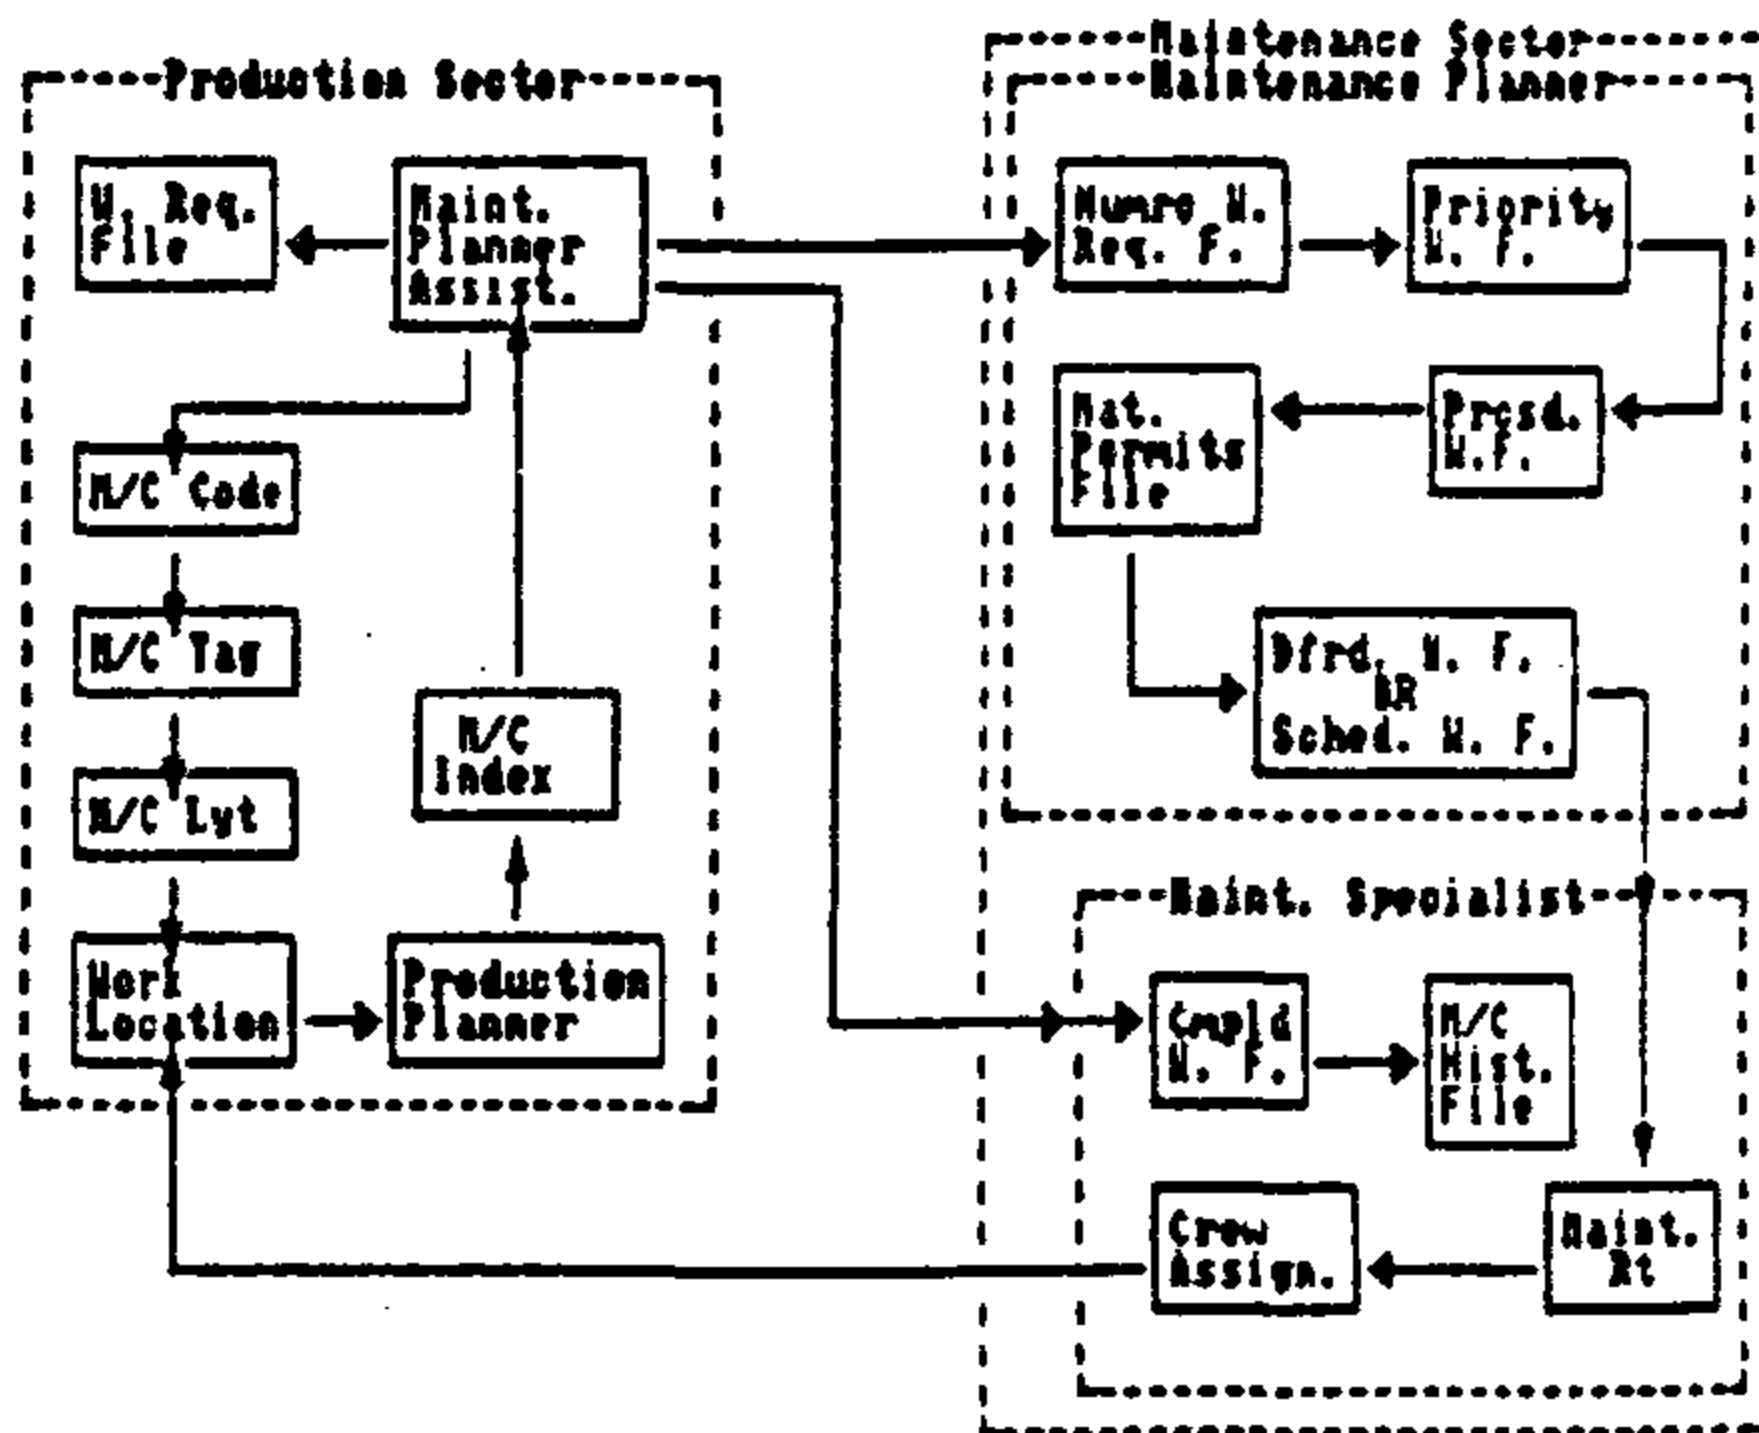 Production Sector
W. Req.
File
Maint.
Planner
Assist.
M/C Code
M/C Tag
M/C Lyt
Work
Location
Production
Planner
M/C
Index
Maintenance Sector
Maintenance Planner
W.
Req. F.
Priority
W. F.
Prcsd.
W.F.
Mat.
Permits
File
Dfrd. W. F.
OR
Sched. W. F.
Maint. Specialist
Cmpld
W. F.
M/C
Hist.
File
Crew
Assign.
Maint.
Rt